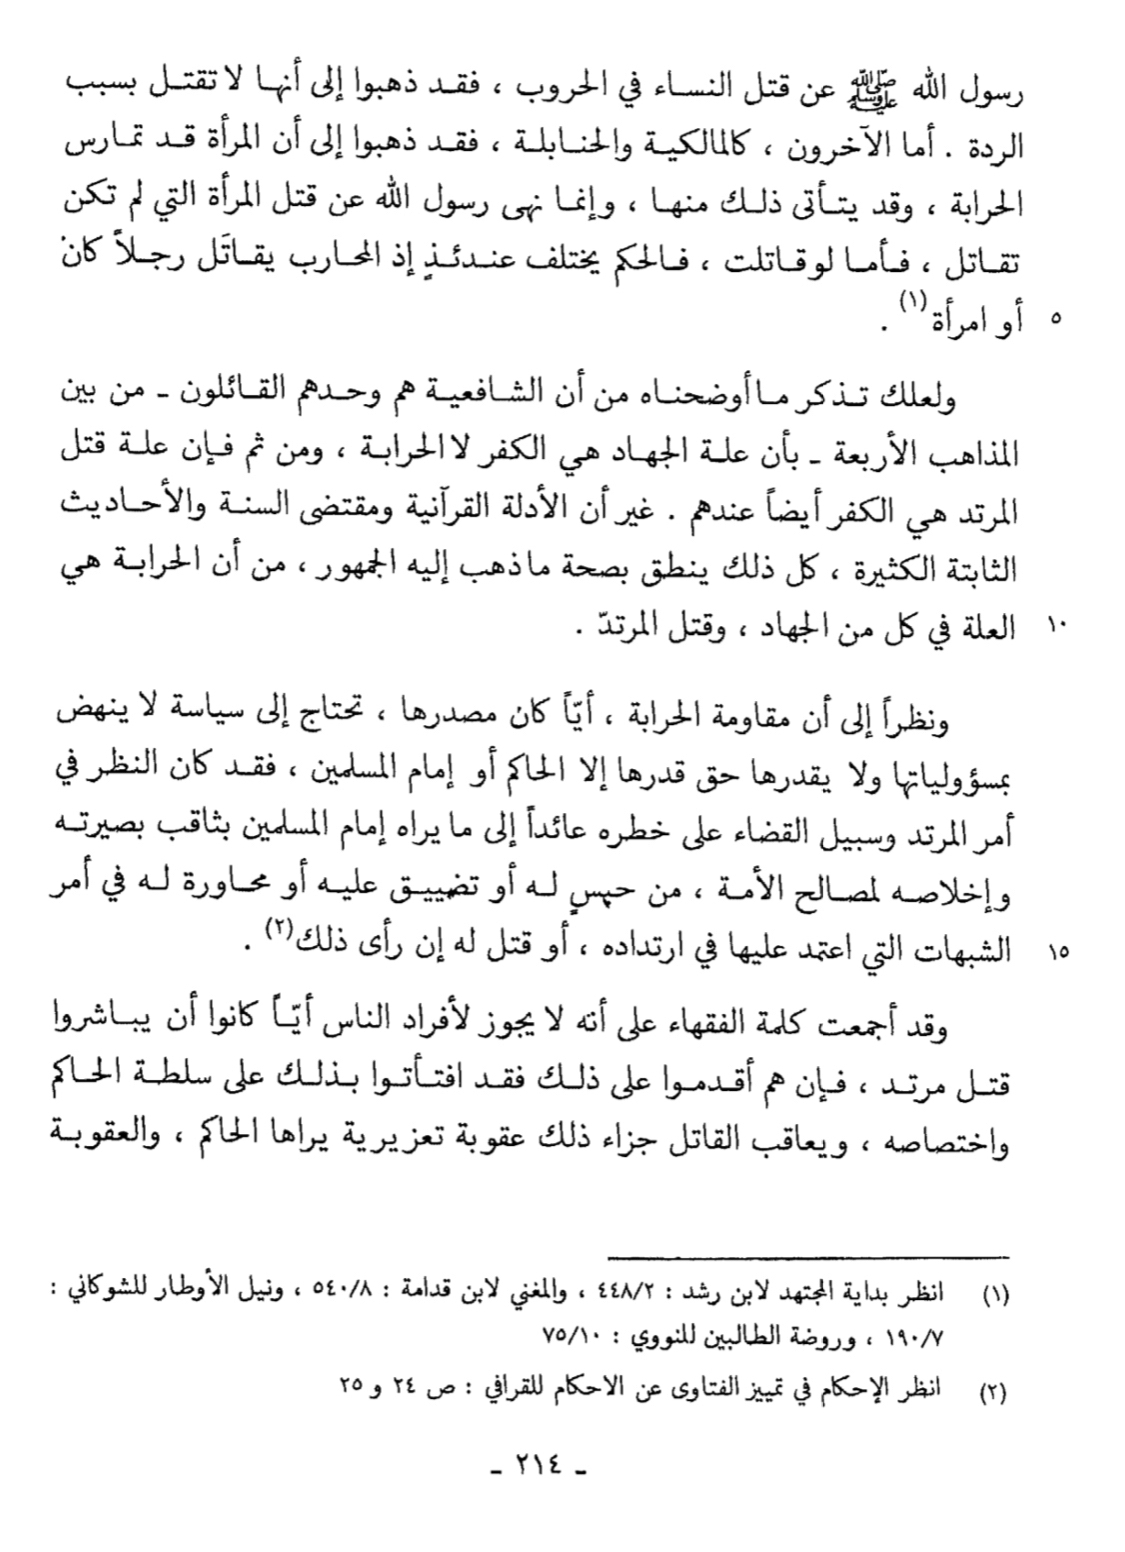 رسول الله ﷺ عن قتل النساء في الحروب ، فقد ذهبوا إلى أنها لا تقتل بسبب
الردة . أما الآخرون ، كالمالكية والحنابلة ، فقد ذهبوا إلى أن المرأة قد تمارس
الحرابة ، وقد يتأتى ذلك منها ، وإنما نهى رسول الله عن قتل المرأة التي لم تكن
تقاتل ، فأما لو قاتلت ، فالحكم يختلف عندئذٍ إذ المحارب يقاتَل رجلاً كان
٥ أو امرأة(١) .
ولعلك تذكر ما أوضحناه من أن الشافعية هم وحدهم القائلون ـ من بين
المذاهب الأربعة ـ بأن علة الجهاد هي الكفر لا الحرابة ، ومن ثم فإن علة قتل
المرتد هي الكفر أيضاً عندهم . غير أن الأدلة القرآنية ومقتضى السنة والأحاديث
الثابتة الكثيرة ، كل ذلك ينطق بصحة ما ذهب إليه الجمهور ، من أن الحرابة هي
١٠ العلة في كل من الجهاد ، وقتل المرتدّ .
ونظراً إلى أن مقاومة الحرابة ، أيّاً كان مصدرها ، تحتاج إلى سياسة لا ينهض
بمسؤولياتها ولا يقدرها حق قدرها إلا الحاكم أو إمام المسلمين ، فقد كان النظر في
أمر المرتد وسبيل القضاء على خطره عائداً إلى ما يراه إمام المسلمين بثاقب بصيرته
وإخلاصه لمصالح الأمة ، من حبسٍ له أو تضييق عليه أو محاورة له في أمر
١٥ الشبهات التي اعتمد عليها في ارتداده ، أو قتل له إن رأى ذلك(٢) .
وقد أجمعت كلمة الفقهاء على أنه لا يجوز لأفراد الناس أيّاً كانوا أن يباشروا
قتل مرتد ، فإن هم أقدموا على ذلك فقد افتأتوا بذلك على سلطة الحاكم
واختصاصه ، ويعاقب القاتل جزاء ذلك عقوبة تعزيرية يراها الحاكم ، والعقوبة
(١) انظر بداية المجتهد لابن رشد : ٤٤٨/٢ ، والمغني لابن قدامة : ٥٤٠/٨ ، ونيل الأوطار للشوكاني :
١٩٠/٧ ، وروضة الطالبين للنووي : ٧٥/١٠
(٢) انظر الإحكام في تمييز الفتاوى عن الاحكام للقرافي : ص ٢٤ و ٢٥
ـ ٢١٤ ـ